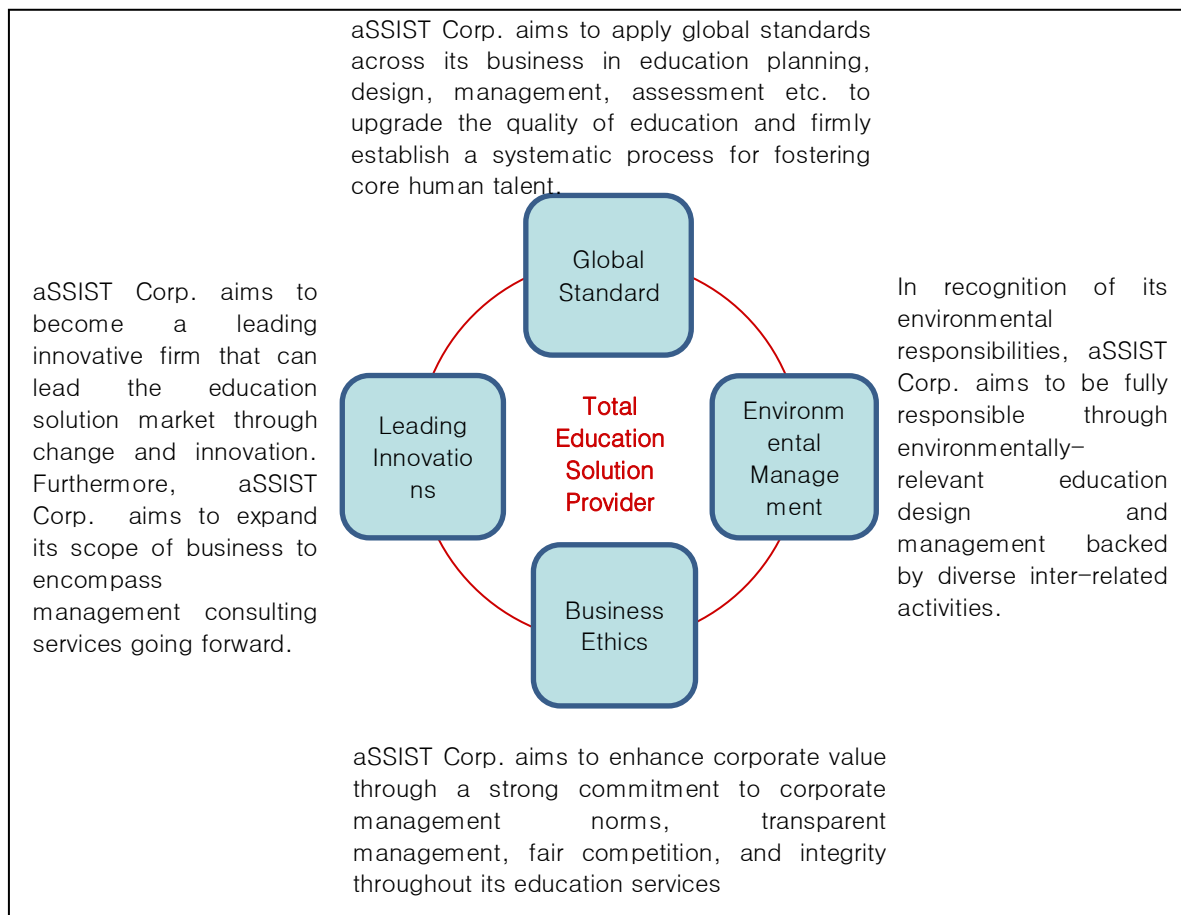 aSSIST Corp. aims to apply global standards
across its business in education planning,
design, management, assessment etc. to
upgrade the quality of education and firmly
establish a systematic process for fostering
core human talent.
Global
Standard
aSSIST Corp. aims to
become a leading
innovative firm that can
lead the education
solution market through
change and innovation.
Furthermore, aSSIST
Corp. aims to expand
its scope of business to
encompass
management consulting
services going forward.
Leading
Innovatio
ns
Total
Education
Solution
Provider
Environm
ental
Manage
ment
In recognition of its
environmental
responsibilities, aSSIST
Corp. aims to be fully
responsible through
environmentally-
relevant education
design and
management backed
by diverse inter-related
activities.
Business
Ethics
aSSIST Corp. aims to enhance corporate value
through a strong commitment to corporate
management norms, transparent
management, fair competition, and integrity
throughout its education services